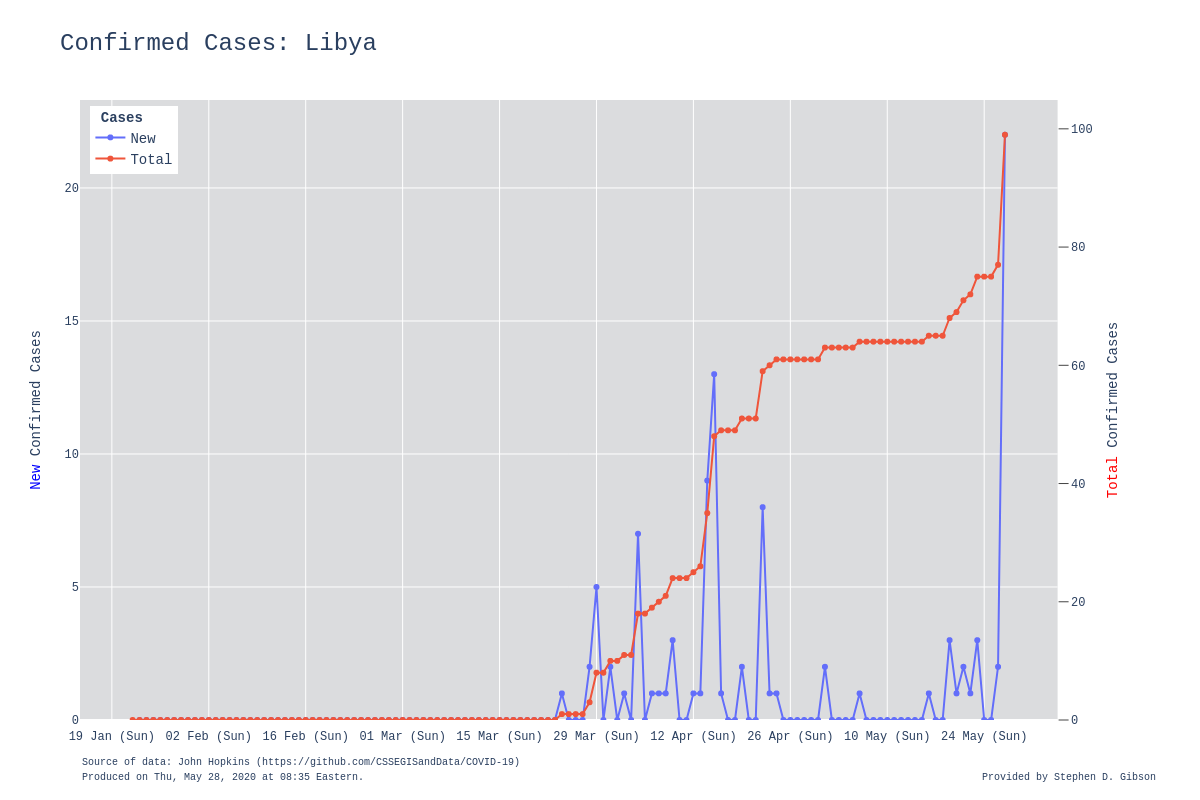 Confirmed Cases: Libya
Cases
New
Total
20
15
10
5
0
100
80
60
40
20
0
New Confirmed Cases
Total Confirmed Cases
19 Jan (Sun) 02 Feb (Sun) 16 Feb (Sun) 01 Mar (Sun) 15 Mar (Sun) 29 Mar (Sun) 12 Apr (Sun) 26 Apr (Sun) 10 May (Sun) 24 May (Sun)
Source of data: John Hopkins (https://github.com/CSSEGISandData/COVID-19)
Produced on Thu, May 28, 2020 at 08:35 Eastern.
Provided by Stephen D. Gibson